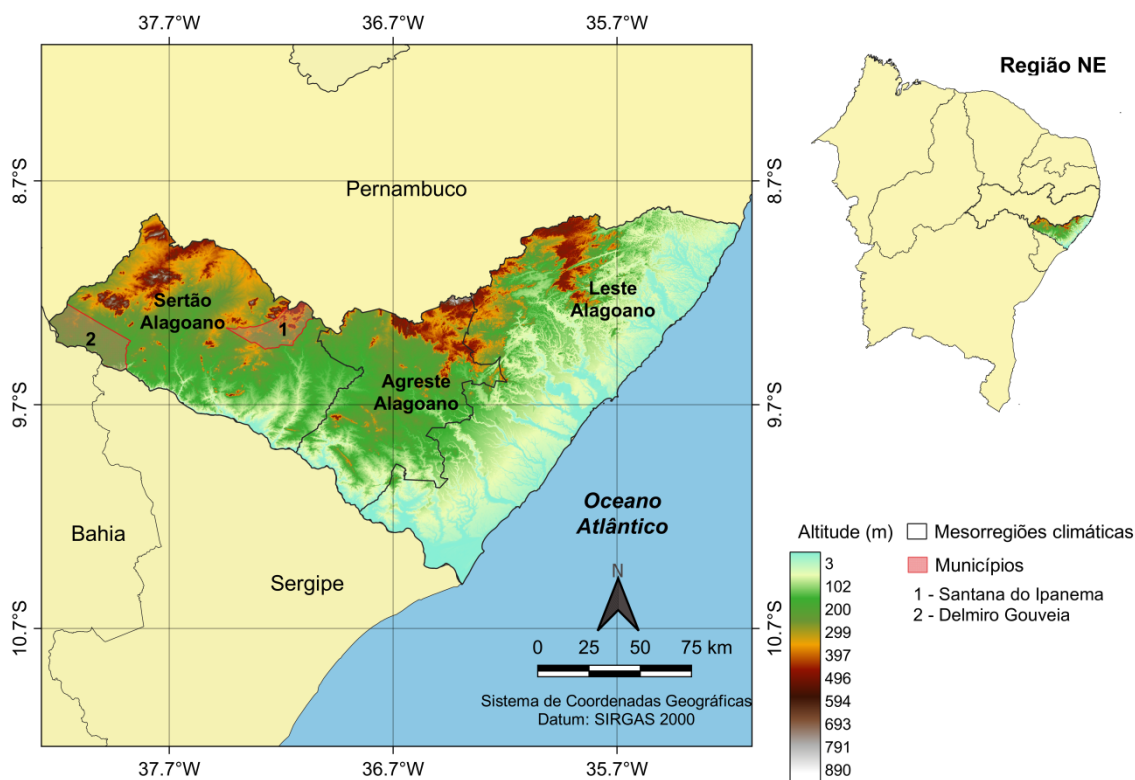 37.7°W
36.7°W
35.7°W
Região NE
8.7°S
8.7°S
Pernambuco
Sertão
Alagoano
Leste
Alagoano
1
2
Agreste
Alagoano
9.7°S
9.7°S
Oceano
Atlântico
Bahia
Sergipe
N
10.7°S
10.7°S
0 25 50 75 km
Sistema de Coordenadas Geográficas
Datum: SIRGAS 2000
37.7°W
36.7°W
35.7°W
Altitude (m)
3
102
200
299
397
496
594
693
791
890
Mesorregiões climáticas
Municípios
1 - Santana do Ipanema
2 - Delmiro Gouveia